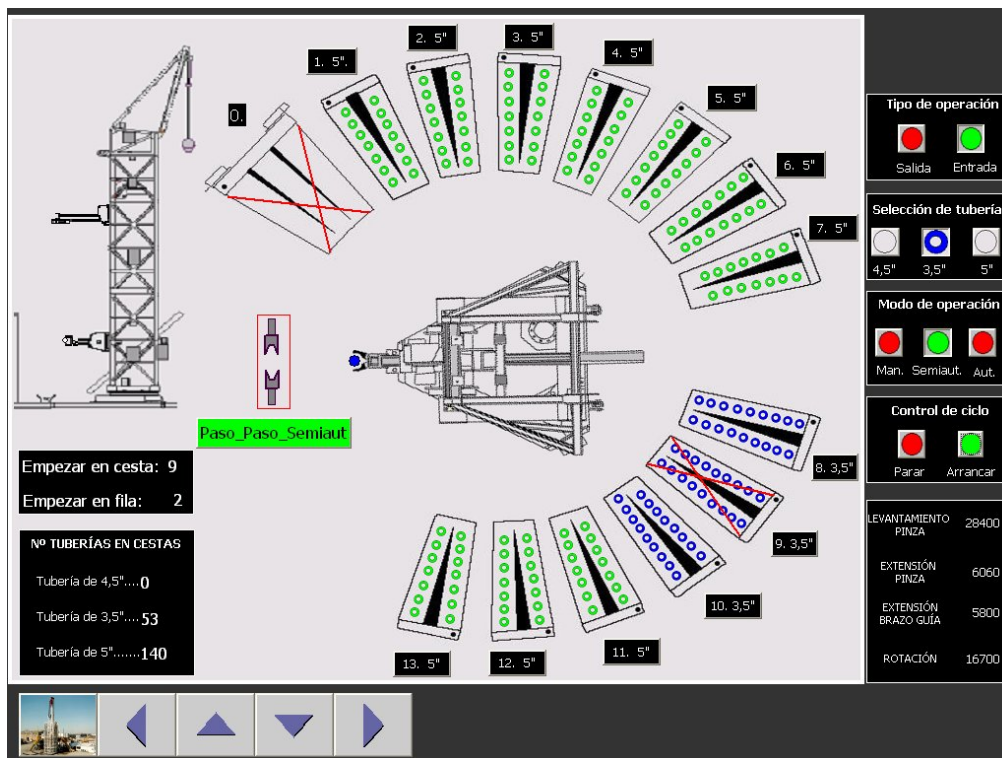 0.
1. 5".
2. 5"
3. 5"
4. 5"
5. 5"
6. 5"
7. 5"
8. 3,5"
9. 3,5"
10. 3,5"
11. 5"
12. 5"
13. 5"
Paso_Paso_Semiaut
Empezar en cesta: 9
Empezar en fila: 2
Nº TUBERÍAS EN CESTAS
Tubería de 4,5"....0
Tubería de 3,5"....53
Tubería de 5".......140
Tipo de operación
Salida Entrada
Selección de tubería
4,5" 3,5" 5"
Modo de operación
Man. Semiaut. Aut.
Control de ciclo
Parar Arrancar
LEVANTAMIENTO
PINZA 28400
EXTENSIÓN
PINZA 6060
EXTENSIÓN
BRAZO GUÍA 5800
ROTACIÓN 16700